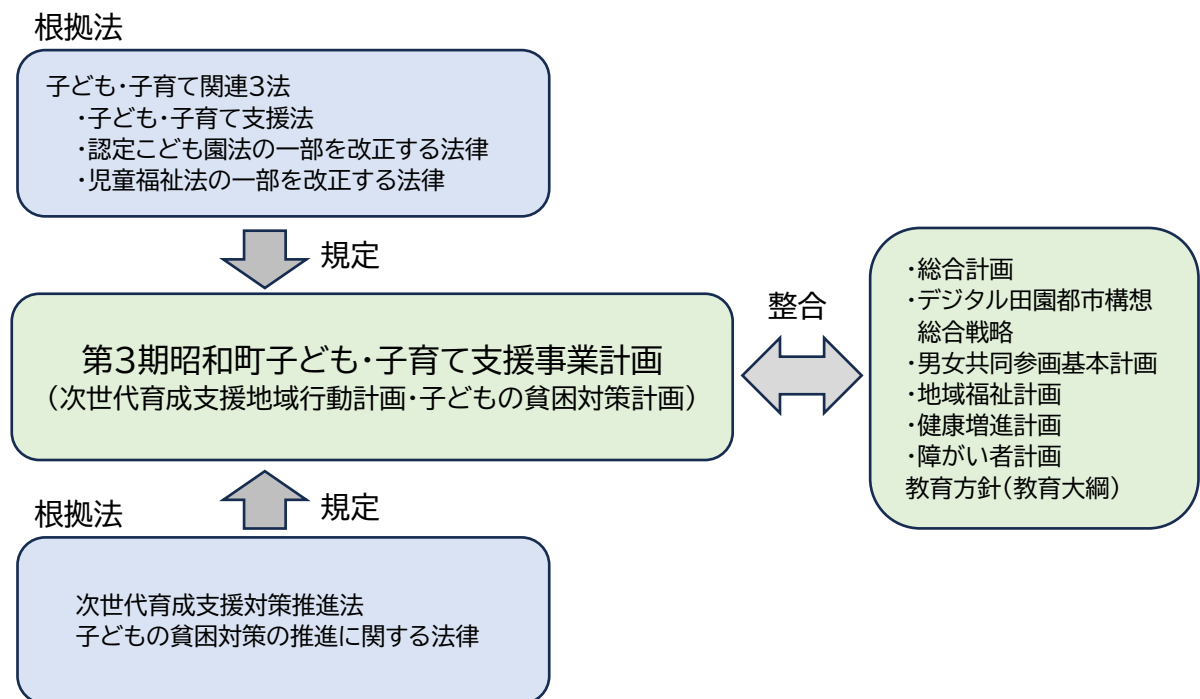 根拠法
子ども・子育て関連3法
・子ども・子育て支援法
・認定こども園法の一部を改正する法律
・児童福祉法の一部を改正する法律
規定
第3期昭和町子ども・子育て支援事業計画
（次世代育成支援地域行動計画・子どもの貧困対策計画）
整合
・総合計画
・デジタル田園都市構想
総合戦略
・男女共同参画基本計画
・地域福祉計画
・健康増進計画
・障がい者計画
教育方針（教育大綱）
規定
根拠法
次世代育成支援対策推進法
子どもの貧困対策の推進に関する法律